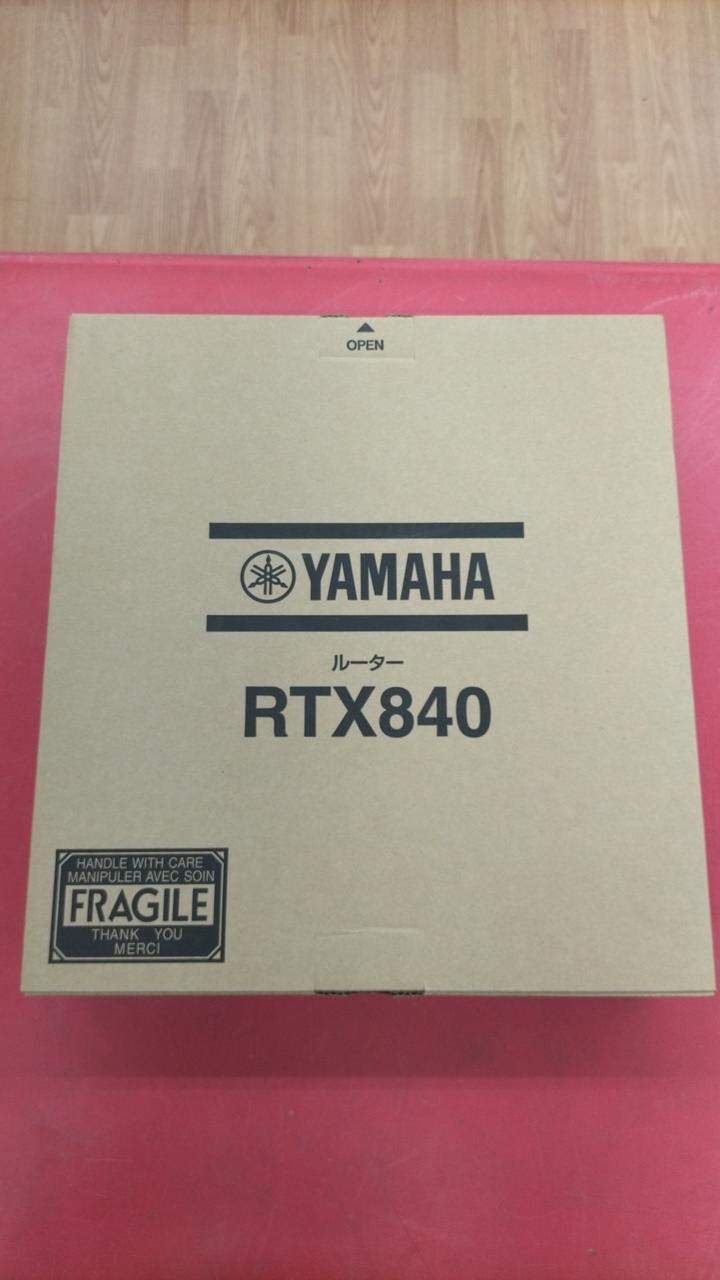 OPEN
YAMAHA
ルーター
RTX840
HANDLE WITH CARE
MANIPULER AVEC SOIN
FRAGILE
THANK YOU
MERCI